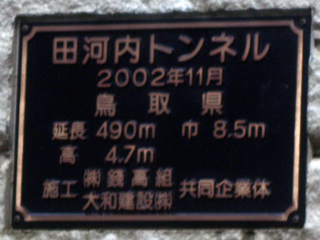 田河内トンネル
2002年11月
鳥取県
延長 490m 巾 8.5m
高 4.7m
施工 ㈱銭高組 共同企業体
大和建設㈱